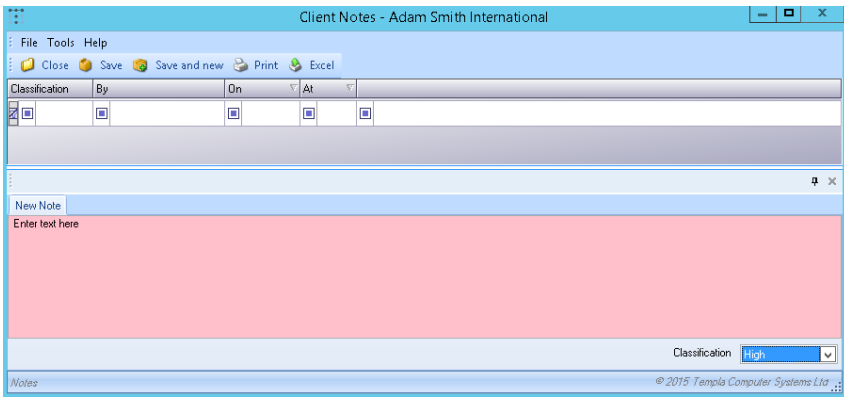 Client Notes - Adam Smith International
File Tools Help
Close Save Save and new Print Excel
Classification By On At
New Note
Enter text here
Classification High
Notes © 2015 Templa Computer Systems Ltd